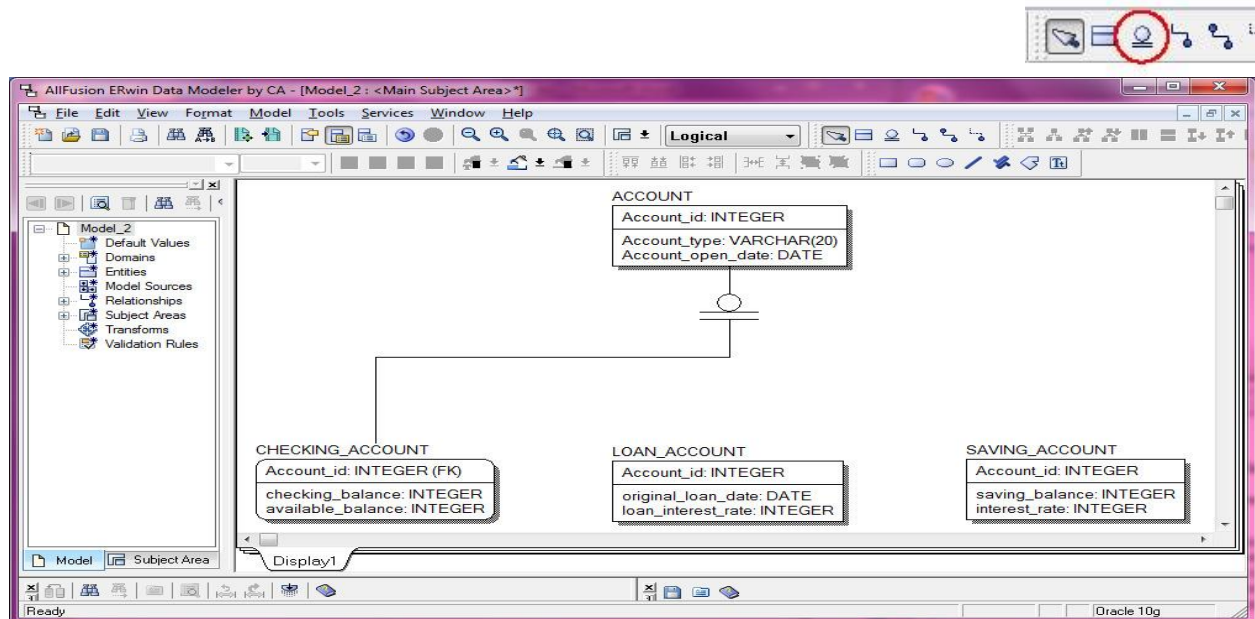 AllFusion ERwin Data Modeler by CA - [Model_2 : <Main Subject Area>*]
File Edit View Format Model Tools Services Window Help
Logical
Model_2
Default Values
Domains
Entities
Model Sources
Relationships
Subject Areas
Transforms
Validation Rules
ACCOUNT
Account_id: INTEGER
Account_type: VARCHAR(20)
Account_open_date: DATE
CHECKING_ACCOUNT
Account_id: INTEGER (FK)
checking_balance: INTEGER
available_balance: INTEGER
LOAN_ACCOUNT
Account_id: INTEGER
original_loan_date: DATE
loan_interest_rate: INTEGER
SAVING_ACCOUNT
Account_id: INTEGER
saving_balance: INTEGER
interest_rate: INTEGER
Model Subject Area
Display1
Ready
Oracle 10g